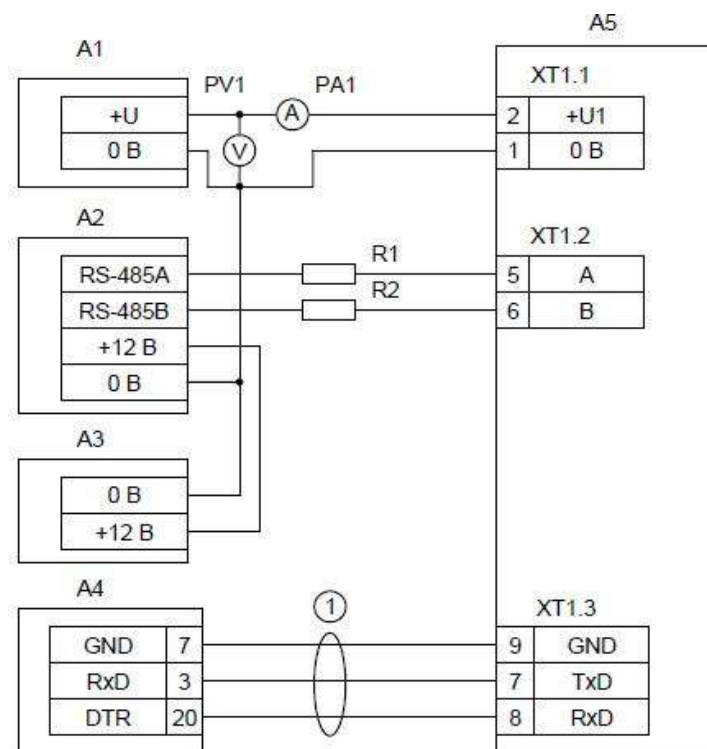 A5
A1
PV1 PA1 XT1.1
+U A 2 +U1
0 В V 1 0 В
A2
XT1.2
R1
RS-485A 5 A
R2
RS-485B 6 B
+12 В
0 В
A3
0 В
+12 В
A4 1 XT1.3
GND 7 9 GND
RxD 3 7 TxD
DTR 20 8 RxD